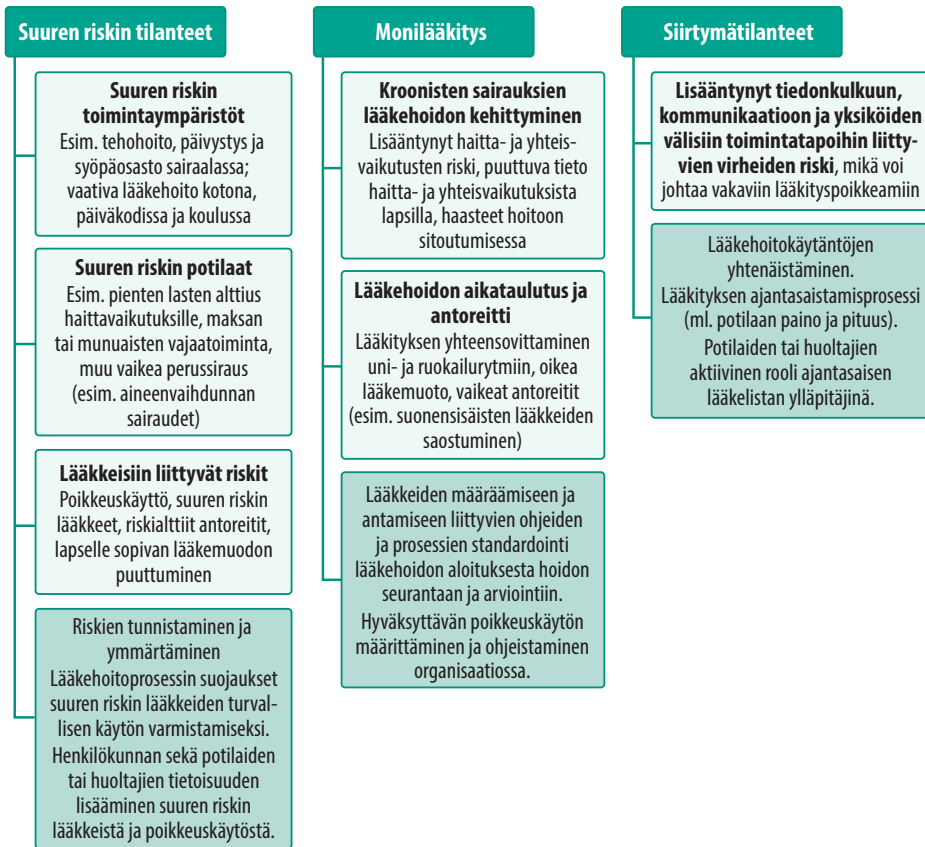 Suuren riskin tilanteet
Suuren riskin
toimintaympäristöt
Esim. tehohoito, päivystys ja
syöpäosasto sairaalassa;
vaativa lääkehoito kotona,
päiväkodissa ja koulussa
Suuren riskin potilaat
Esim. pienten lasten alttius
haittavaikutuksille, maksan
tai munuaisten vajaatoiminta,
muu vaikea perussiraus
(esim. aineenvaihdunnan
sairaudet)
Lääkkeisiin liittyvät riskit
Poikkeuskäyttö, suuren riskin
lääkkeet, riskialttiit antoreitit,
lapselle sopivan lääkemuodon
puuttuminen
Riskien tunnistaminen ja
ymmärtäminen
Lääkehoitoprosessin suojaukset
suuren riskin lääkkeiden turval-
lisen käytön varmistamiseksi.
Henkilökunnan sekä potilaiden
tai huoltajien tietoisuuden
lisääminen suuren riskin
lääkkeistä ja poikkeuskäytöstä.
Monilääkitys
Kroonisten sairauksien
lääkehoidon kehittyminen
Lisääntynyt haitta- ja yhteis-
vaikutusten riski, puuttuva tieto
haitta- ja yhteisvaikutuksista
lapsilla, haasteet hoitoon
sitoutumisessa
Lääkehoidon aikataulutus ja
antoreitti
Lääkityksen yhteensovittaminen
uni- ja ruokailurytmiin, oikea
lääkemuoto, vaikeat antoreitit
(esim. suonensisäisten lääkkeiden
saostuminen)
Lääkkeiden määräämiseen ja
antamiseen liittyvien ohjeiden
ja prosessien standardointi
lääkehoidon aloituksesta hoidon
seurantaan ja arviointiin.
Hyväksyttävän poikkeuskäytön
määrittäminen ja ohjeistaminen
organisaatiossa.
Siirtymätilanteet
Lisääntynyt tiedonkulkuun,
kommunikaatioon ja yksiköiden
välisiin toimintatapoihin liitty-
vien virheiden riski, mikä voi
johtaa vakaviin lääkityspoikkeamiin
Lääkehoitokäytäntöjen
yhtenäistäminen.
Lääkityksen ajantasaistamisprosessi
(ml. potilaan paino ja pituus).
Potilaiden tai huoltajien
aktiivinen rooli ajantasaisen
lääkelistan ylläpitäjinä.